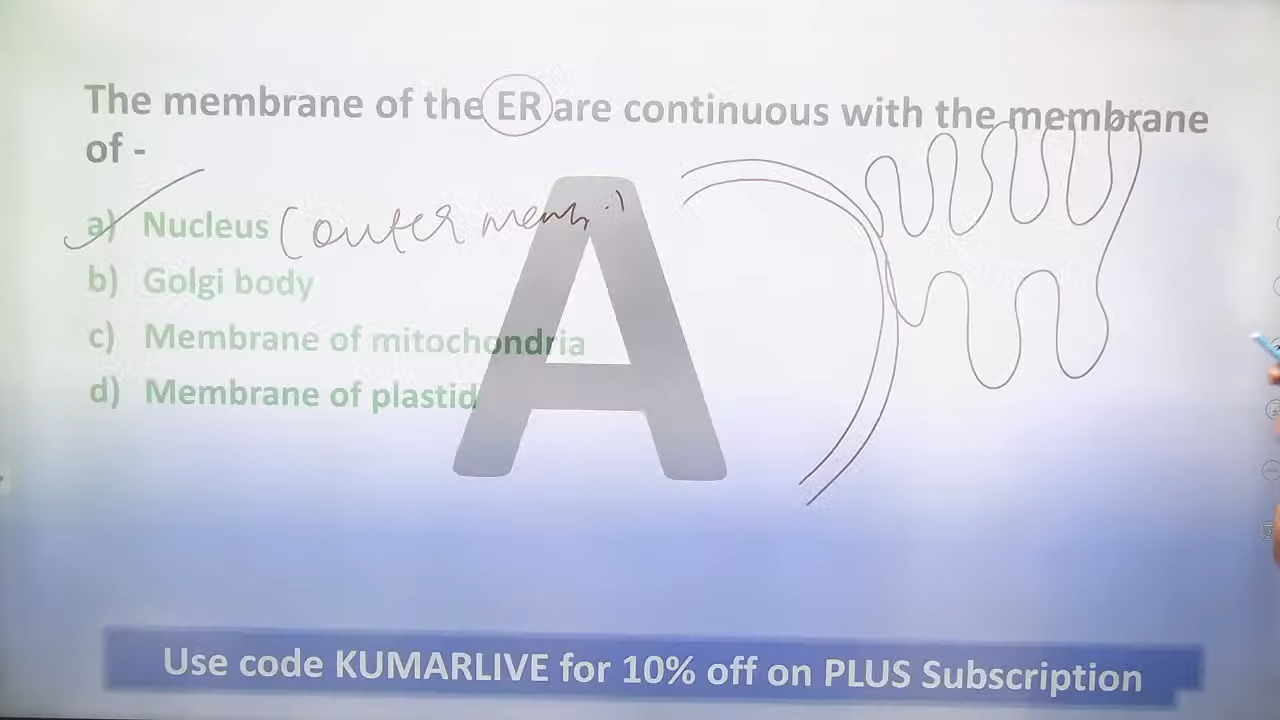 The membrane of the ER are continuous with the membrane
of -
a) Nucleus (outer
b) Golgi body
c) Membrane of mitochondria
d) Membrane of plastid
A
Use code KUMARLIVE for 10% off on PLUS Subscription